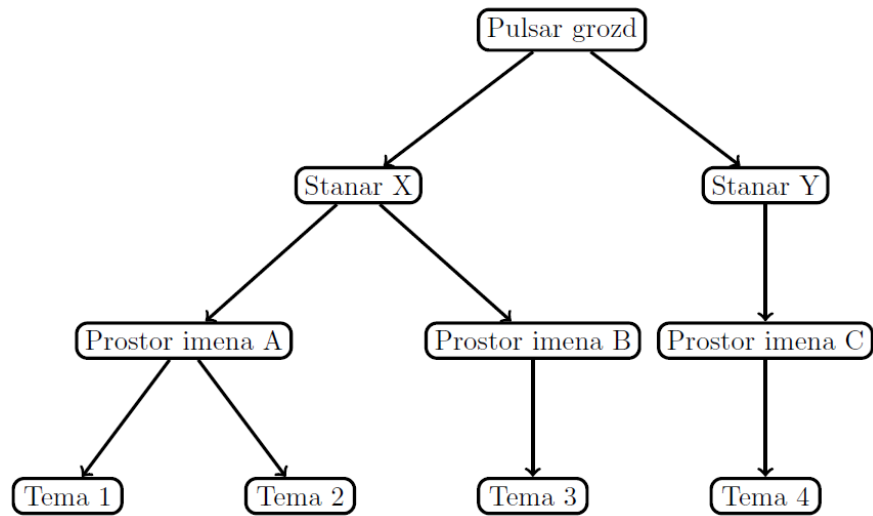 Pulsar grozd
Stanar X
Stanar Y
Prostor imena A
Prostor imena B
Prostor imena C
Tema 1
Tema 2
Tema 3
Tema 4